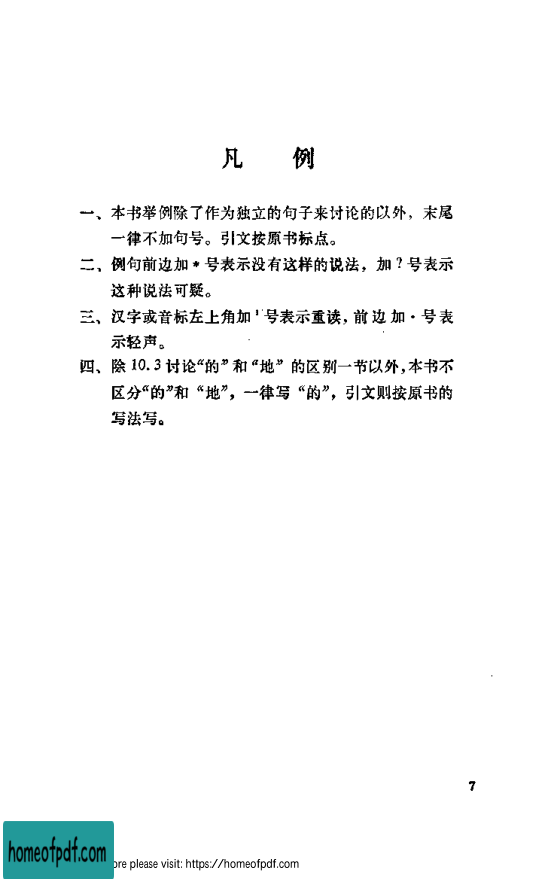 凡 例
一、本书举例除了作为独立的句子来讨论的以外，末尾
一律不加句号。引文按原书标点。
二、例句前边加 * 号表示没有这样的说法，加 ? 号表示
这种说法可疑。
三、汉字或音标左上角加 ' 号表示重读，前边加 · 号表
示轻声。
四、除 10.3 讨论“的”和“地”的区别一节以外，本书不
区分“的”和“地”，一律写“的”，引文则按原书的
写法写。
7
homeofpdf.com
ore please visit: https://homeofpdf.com